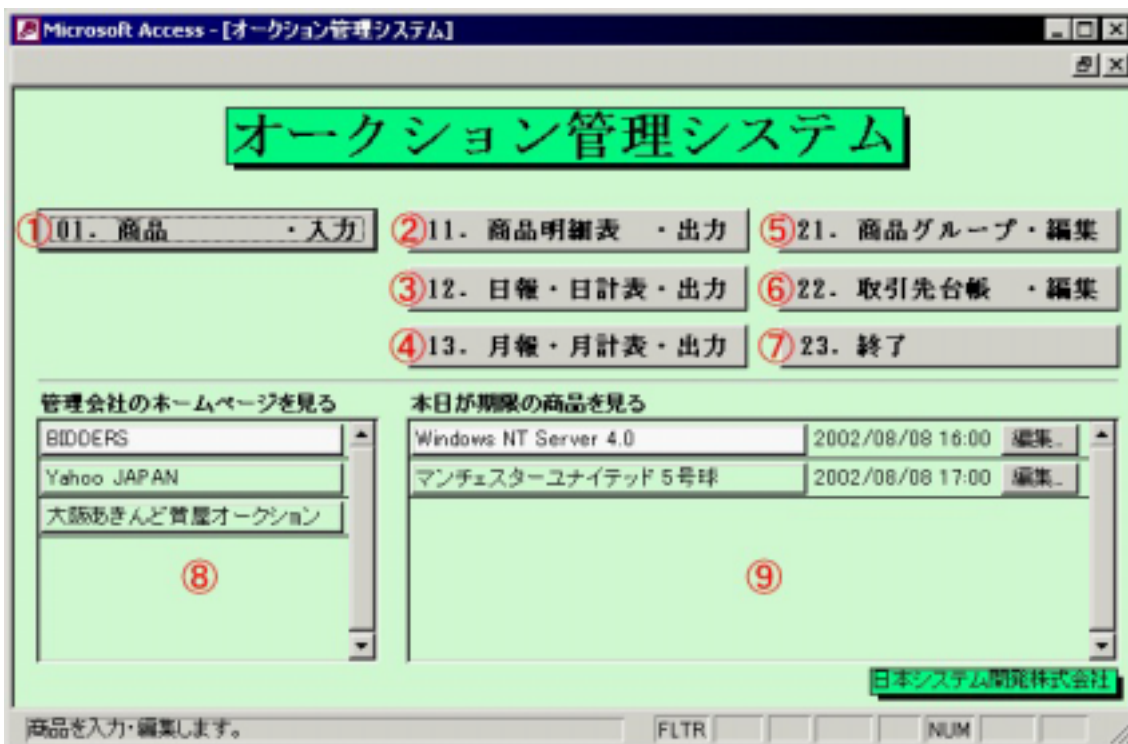 Microsoft Access - [オークション管理システム]
オークション管理システム
①01. 商品 ・入力
②11. 商品明細表 ・出力
⑤21. 商品グループ・編集
③12. 日報・日計表・出力
⑥22. 取引先台帳 ・編集
④13. 月報・月計表・出力
⑦23. 終了
管理会社のホームページを見る
本日が期限の商品を見る
BIDDERS
Windows NT Server 4.0 2002/08/08 16:00 編集..
Yahoo JAPAN
マンチェスターユナイテッド 5号球 2002/08/08 17:00 編集..
大阪あきんど質屋オークション
⑧
⑨
日本システム開発株式会社
商品を入力・編集します。 FLTR NUM